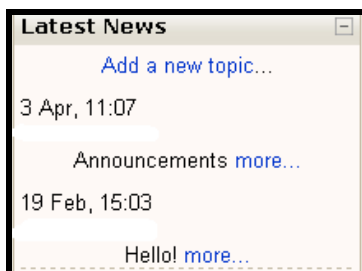 Latest News
Add a new topic...
3 Apr, 11:07
Announcements more...
19 Feb, 15:03
Hello! more...